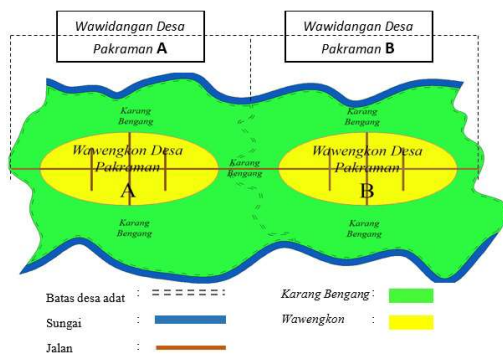 Wawidangan Desa
Pakraman A
Wawidangan Desa
Pakraman B
Karang
Bengang
Karang
Bengang
Wawengkon Desa
Pakraman
A
Karang
Bengang
Wawengkon Desa
Pakraman
B
Karang
Bengang
Karang
Bengang
Batas desa adat :
Karang Bengang :
Sungai :
Wawengkon :
Jalan :